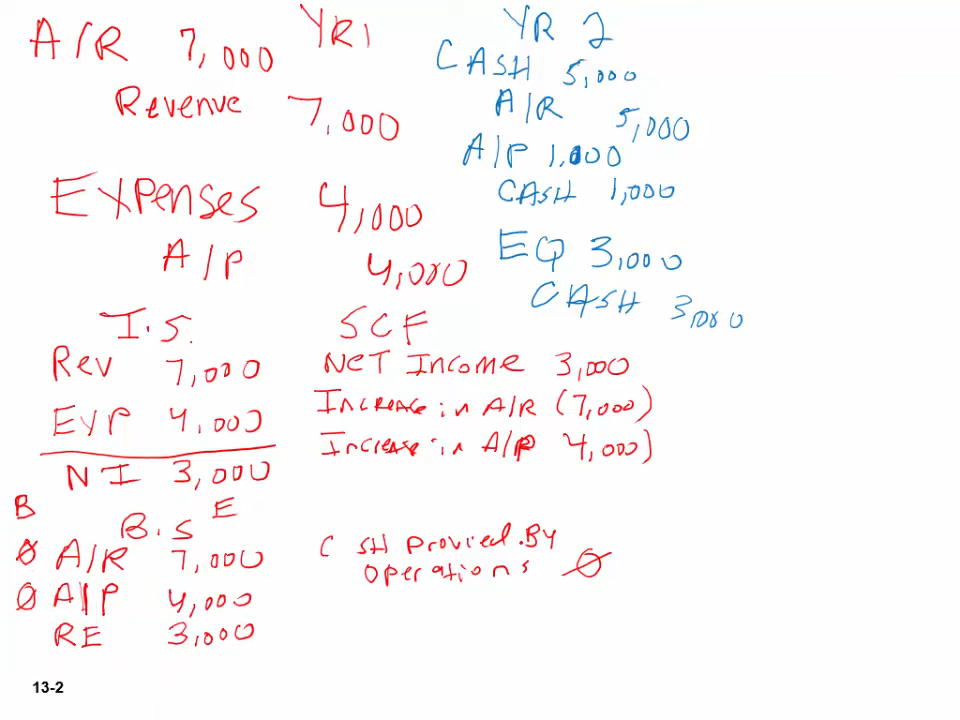 A/R 7,000 YR1
Revenue 7,000
Expenses 4,000
A/P 4,000
YR 2
CASH 5,000
A/R 5,000
A/P 1,000
CASH 1,000
EQ 3,000
CASH 3,000
I.S.
Rev 7,000
EXP 4,000
NI 3,000
SCF
NET Income 3,000
Increase in A/R (7,000)
Increase in A/P 4,000)
C SH Provied.By
operations Ø
B B.S E
Ø A/R 7,000
Ø A/P 4,000
RE 3,000
13-2